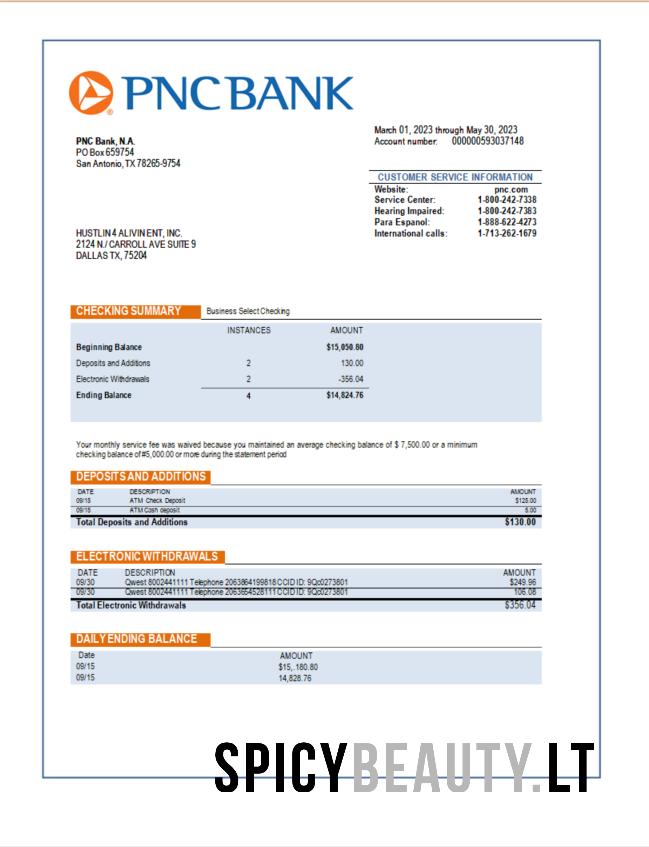 PNC BANK
March 01, 2023 through May 30, 2023
Account number: 000000593037148
PNC Bank, N.A.
PO Box 659754
San Antonio, TX 78265-9754
CUSTOMER SERVICE INFORMATION
Website: pnc.com
Service Center: 1-800-242-7338
Hearing Impaired: 1-800-242-7383
Para Espanol: 1-888-622-4273
International calls: 1-713-262-1679
HUSTLIN 4 ALIVIN ENT, INC.
2124 N./ CARROLL AVE SUITE 9
DALLAS TX, 75204
CHECKING SUMMARY Business Select Checking
INSTANCES AMOUNT
Beginning Balance $15,050.80
Deposits and Additions 2 130.00
Electronic Withdrawals 2 -356.04
Ending Balance 4 $14,824.76
Your monthly service fee was waived because you maintained an average checking balance of $ 7,500.00 or a minimum
checking balance of #5,000.00 or more during the statement period
DEPOSITS AND ADDITIONS
DATE DESCRIPTION AMOUNT
09/15 ATM Check Deposit $125.00
09/15 ATM Cash deposit 5.00
Total Deposits and Additions $130.00
ELECTRONIC WITHDRAWALS
DATE DESCRIPTION AMOUNT
09/30 Qwest 8002441111 Telephone 2063864199818 CCID ID: 9Qc0273801 $249.96
09/30 Qwest 8002441111 Telephone 2063654528111 CCID ID: 9Qc0273801 106.08
Total Electronic Withdrawals $356.04
DAILY ENDING BALANCE
Date AMOUNT
09/15 $15,.180.80
09/15 14,828.76
SPICYBEAUTY.LT